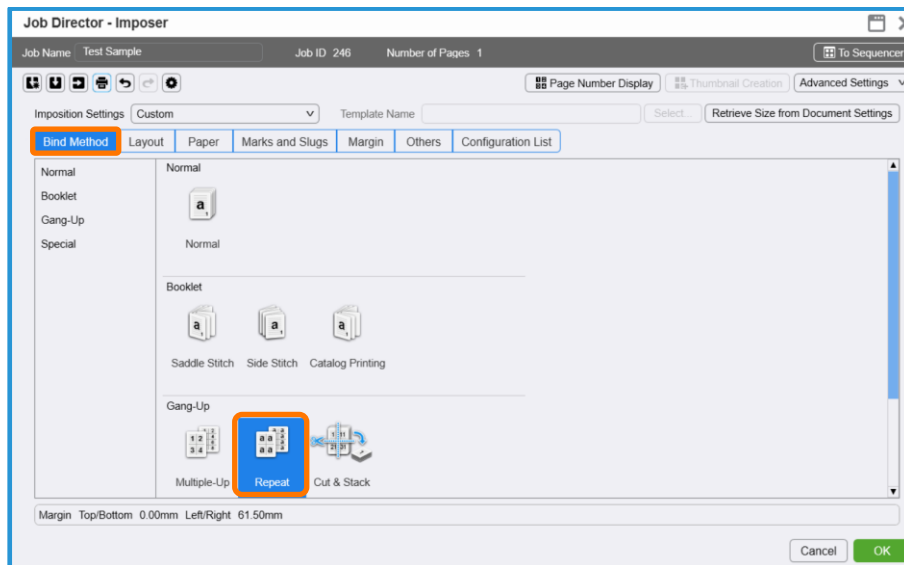 Job Director - Imposer
Job Name Test Sample Job ID 246 Number of Pages 1 To Sequencer
Page Number Display Thumbnail Creation Advanced Settings
Imposition Settings Custom Template Name Select... Retrieve Size from Document Settings
Bind Method Layout Paper Marks and Slugs Margin Others Configuration List
Normal
Booklet
Gang-Up
Special
Normal
Normal
Booklet
Saddle Stitch Side Stitch Catalog Printing
Gang-Up
Multiple-Up Repeat Cut & Stack
Margin Top/Bottom 0.00mm Left/Right 61.50mm
Cancel OK